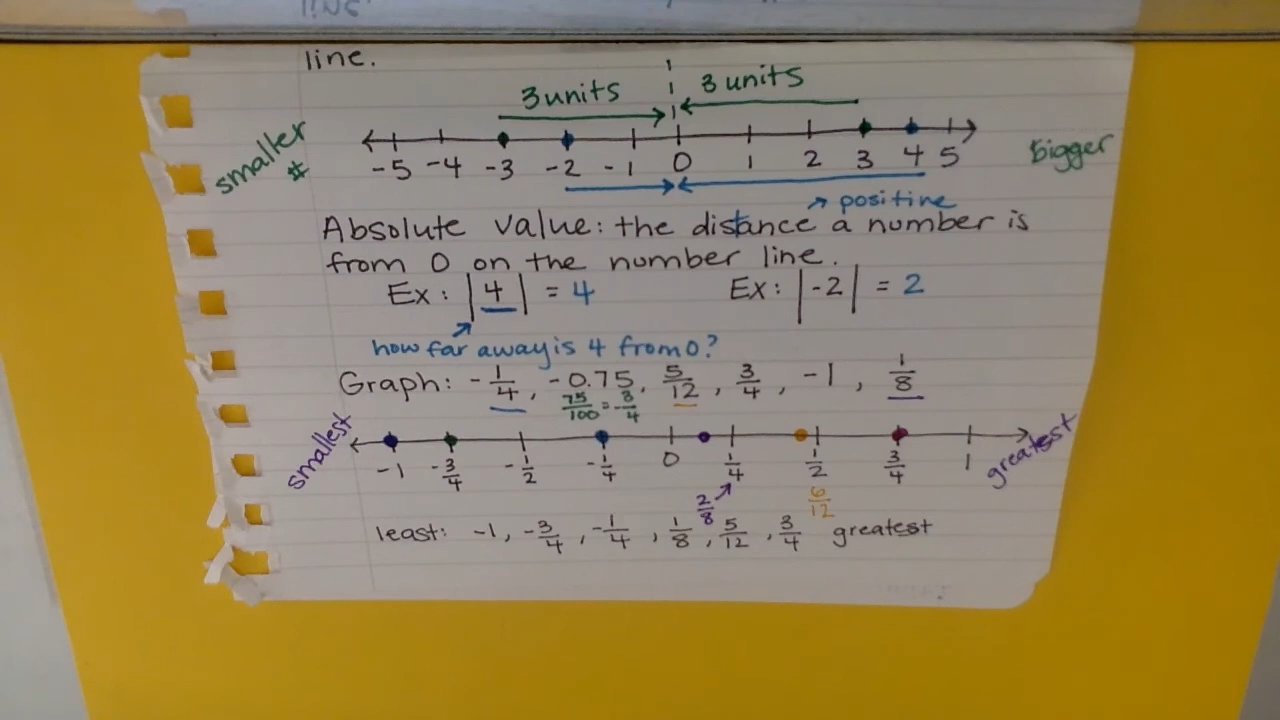 line.
3 units 3 units
smaller # bigger
-5 -4 -3 -2 -1 0 1 2 3 4 5
↗ positive
Absolute value: the distance a number is
from 0 on the number line.
Ex: |4| = 4 Ex: |-2| = 2
how far away is 4 from 0?
Graph: -1/4, -0.75, 5/12, 3/4, -1, 1/8
75/100 = -3/4
smallest greatest
-1 -3/4 -1/2 -1/4 0 1/4 1/2 3/4 1
2/8 6/12
least: -1, -3/4, -1/4, 1/8, 5/12, 3/4 greatest